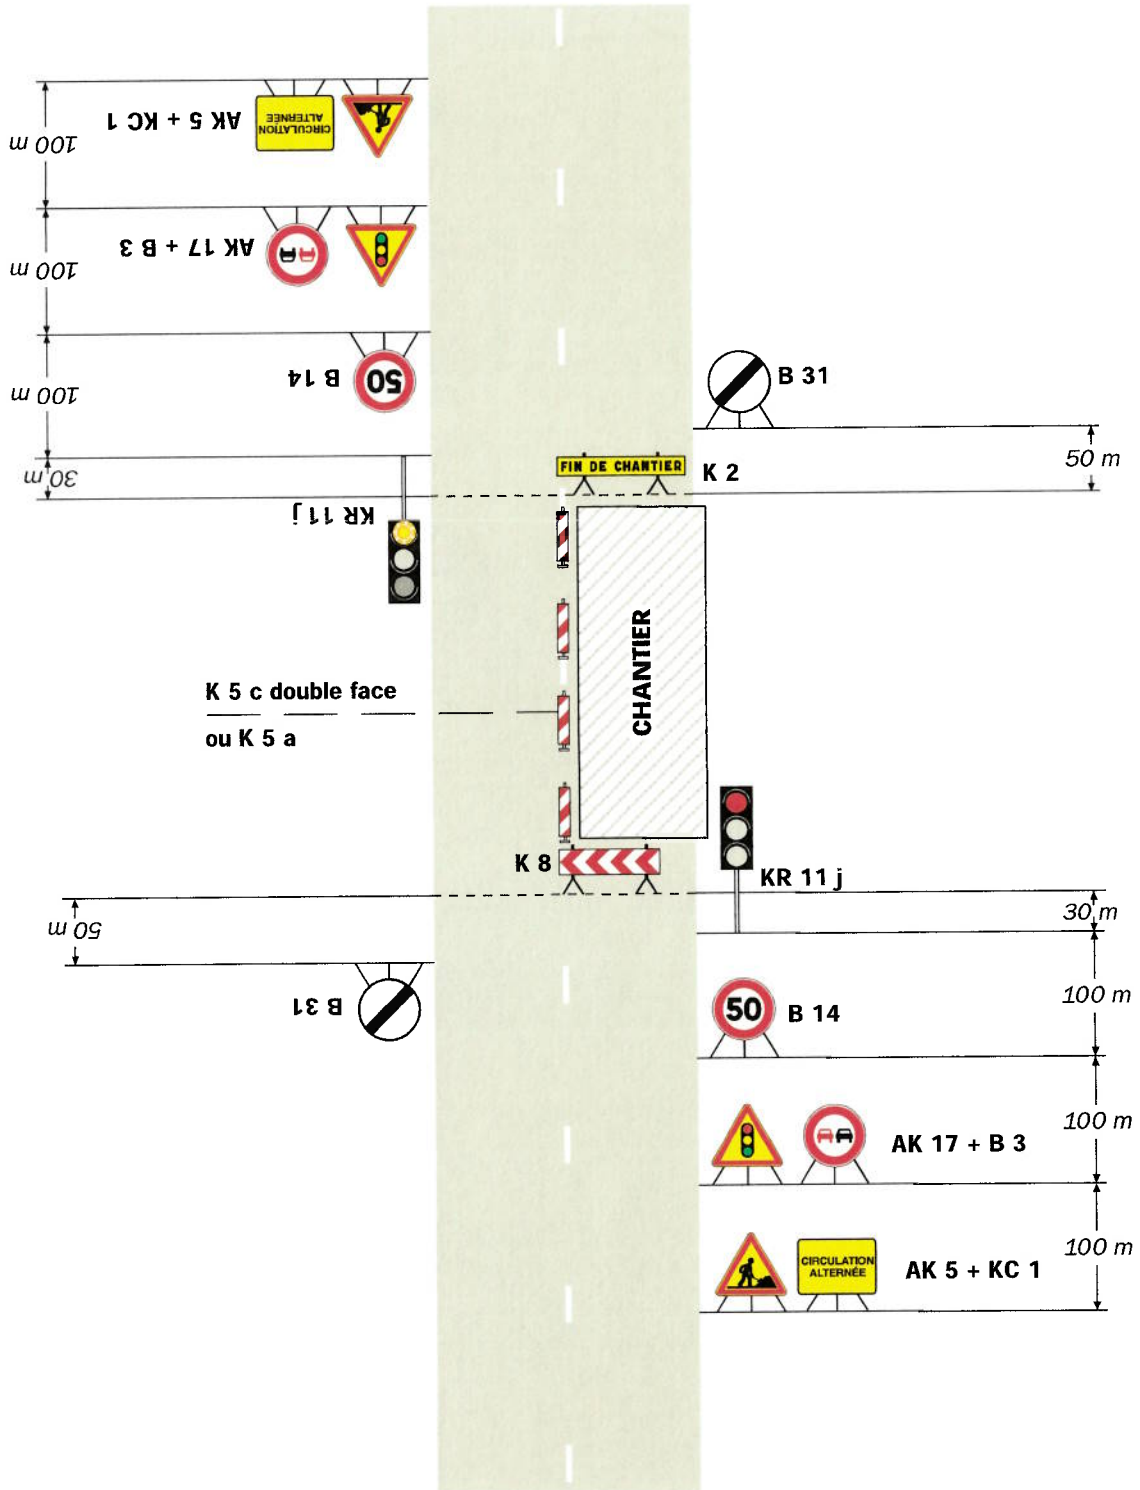 100 m
AK 5 + KC 1
CIRCULATION
ALTERNÉE
100 m
AK 17 + B 3
100 m
B 14
50
B 31
30 m
FIN DE CHANTIER
K 2
50 m
KR 11 j
CHANTIER
K 5 c double face
ou K 5 a
K 8
KR 11 j
50 m
30 m
B 31
50
B 14
100 m
AK 17 + B 3
100 m
CIRCULATION
ALTERNÉE
AK 5 + KC 1
100 m